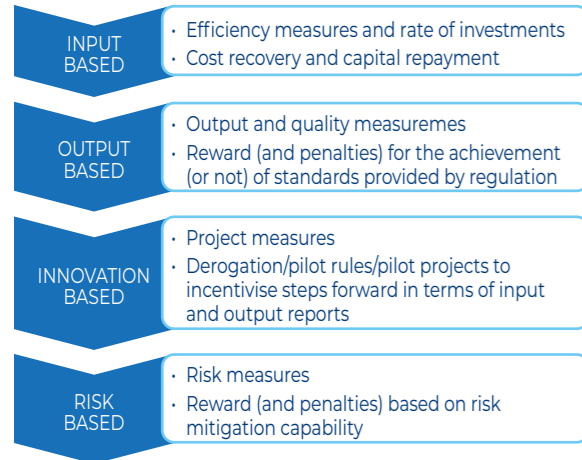 INPUT
BASED
· Efficiency measures and rate of investments
· Cost recovery and capital repayment
OUTPUT
BASED
· Output and quality measuremes
· Reward (and penalties) for the achievement
(or not) of standards provided by regulation
INNOVATION
BASED
· Project measures
· Derogation/pilot rules/pilot projects to
incentivise steps forward in terms of input
and output reports
RISK
BASED
· Risk measures
· Reward (and penalties) based on risk
mitigation capability